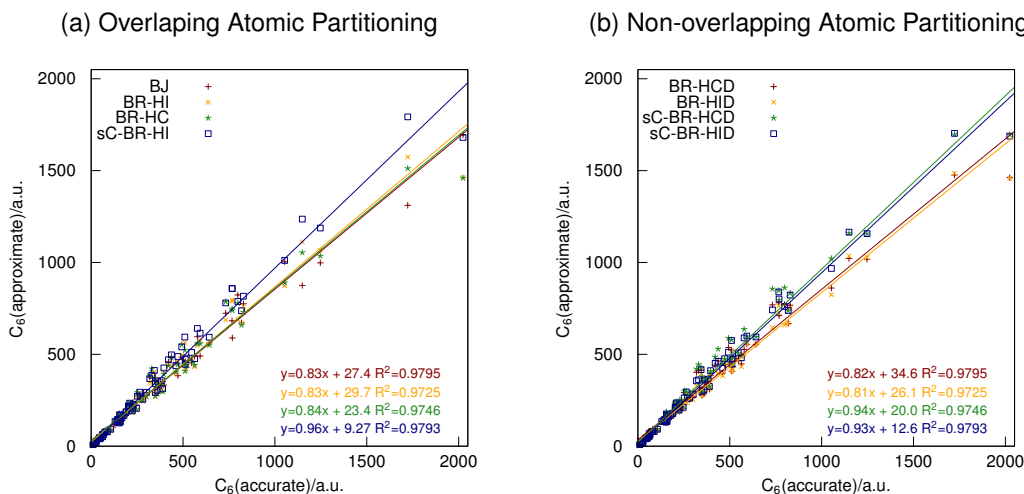 (a) Overlaping Atomic Partitioning
2000
1500
1000
500
0
C6(approximate)/a.u.
BJ
BR-HI
BR-HC
sC-BR-HI
y=0.83x + 27.4 R²=0.9795
y=0.83x + 29.7 R²=0.9725
y=0.84x + 23.4 R²=0.9746
y=0.96x + 9.27 R²=0.9793
0 500 1000 1500 2000
C6(accurate)/a.u.
(b) Non-overlapping Atomic Partitioning
2000
1500
1000
500
0
C6(approximate)/a.u.
BR-HCD
BR-HID
sC-BR-HCD
sC-BR-HID
y=0.82x + 34.6 R²=0.9795
y=0.81x + 26.1 R²=0.9725
y=0.94x + 20.0 R²=0.9746
y=0.93x + 12.6 R²=0.9793
0 500 1000 1500 2000
C6(accurate)/a.u.